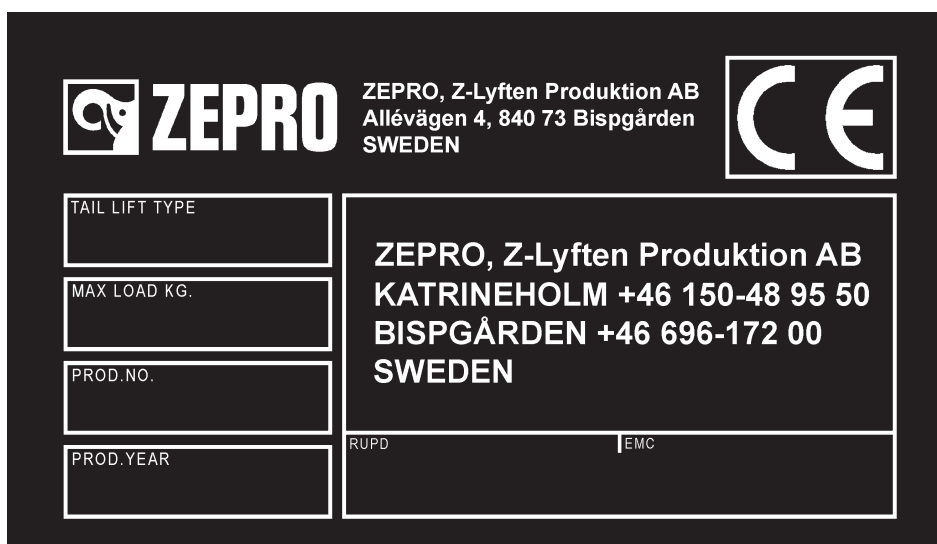 ZEPRO
ZEPRO, Z-Lyften Produktion AB
Allévägen 4, 840 73 Bispgården
SWEDEN
CE
TAIL LIFT TYPE
MAX LOAD KG.
PROD.NO.
PROD.YEAR
ZEPRO, Z-Lyften Produktion AB
KATRINEHOLM +46 150-48 95 50
BISPGÅRDEN +46 696-172 00
SWEDEN
RUPD
EMC